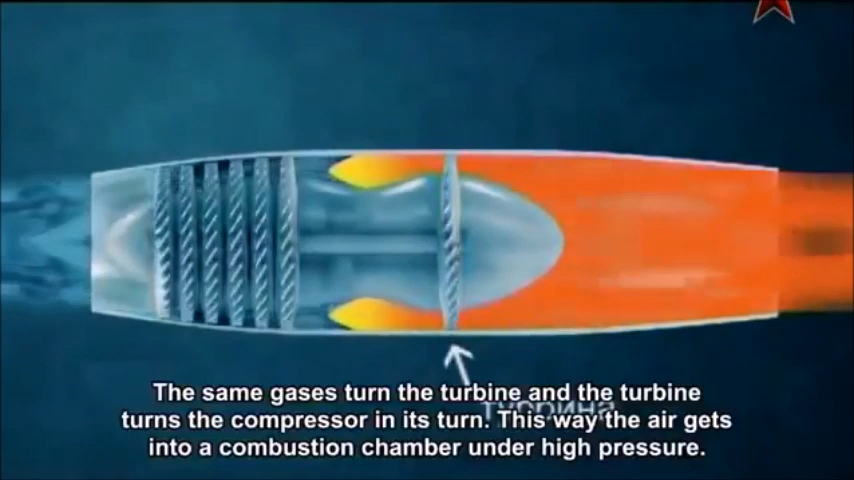 турбина
The same gases turn the turbine and the turbine
turns the compressor in its turn. This way the air gets
into a combustion chamber under high pressure.